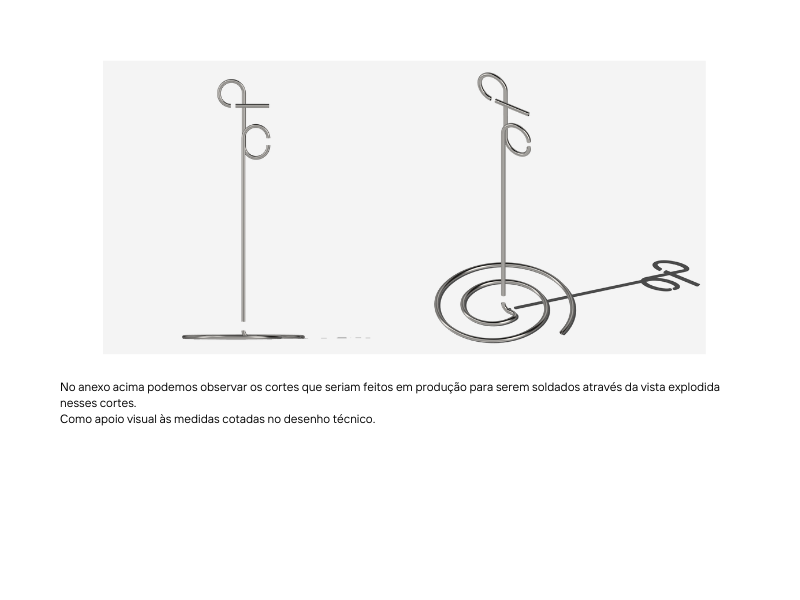 No anexo acima podemos observar os cortes que seriam feitos em produção para serem soldados através da vista explodida
nesses cortes.
Como apoio visual às medidas cotadas no desenho técnico.